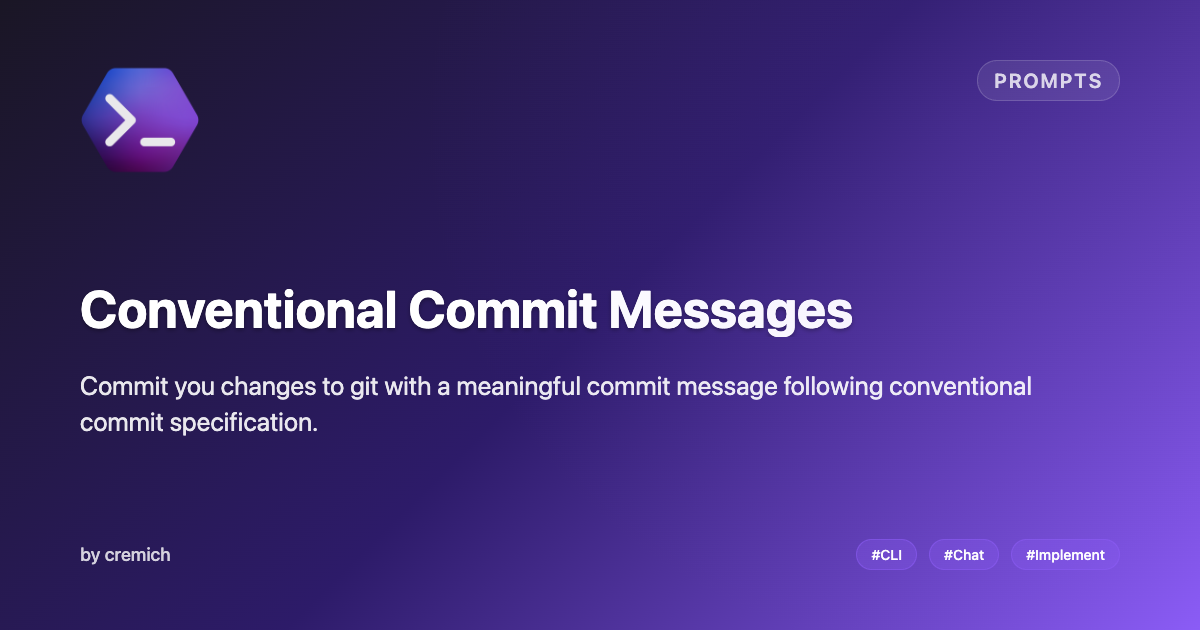 PROMPTS
Conventional Commit Messages
Commit you changes to git with a meaningful commit message following conventional
commit specification.
by cremich
#CLI
#Chat
#Implement